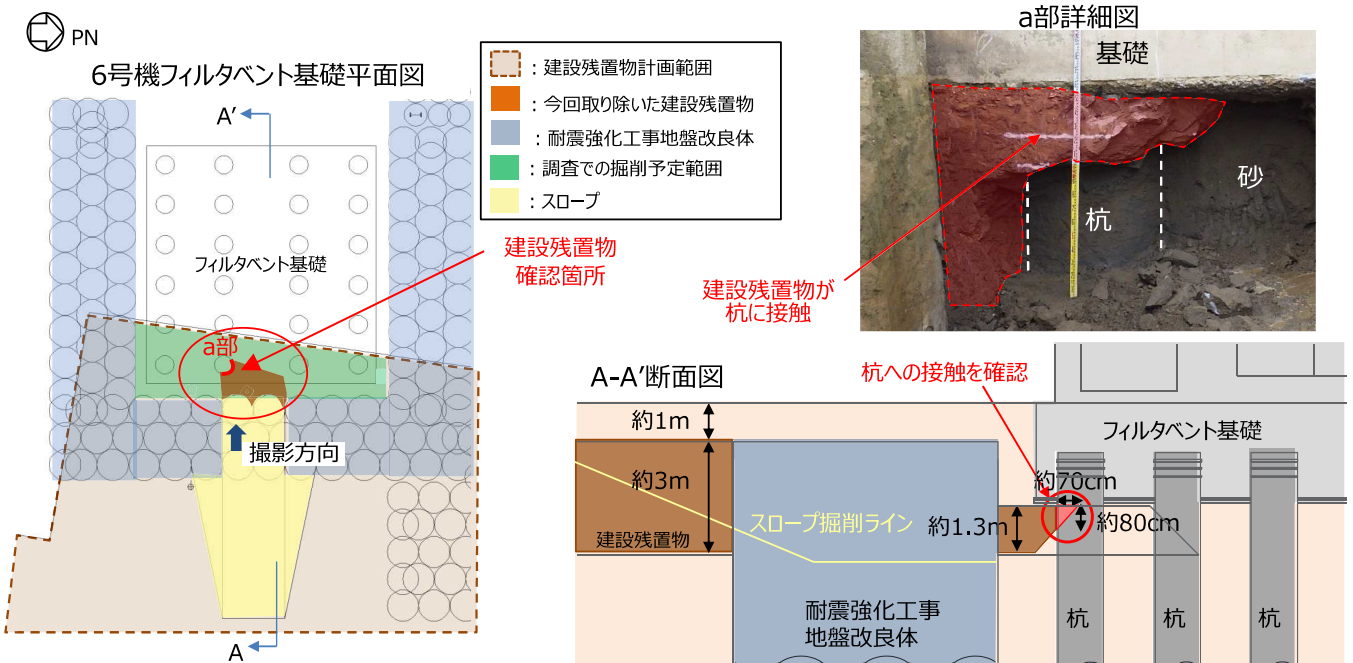 PN
6号機フィルタベント基礎平面図
A'
フィルタベント基礎
a部
撮影方向
A
：建設残置物計画範囲
：今回取り除いた建設残置物
：耐震強化工事地盤改良体
：調査での掘削予定範囲
：スロープ
建設残置物
確認箇所
a部詳細図
基礎
砂
杭
建設残置物が
杭に接触
A-A'断面図
杭への接触を確認
約1m
フィルタベント基礎
約3m
約70cm
スロープ掘削ライン
約1.3m
約80cm
建設残置物
耐震強化工事
地盤改良体
杭
杭
杭